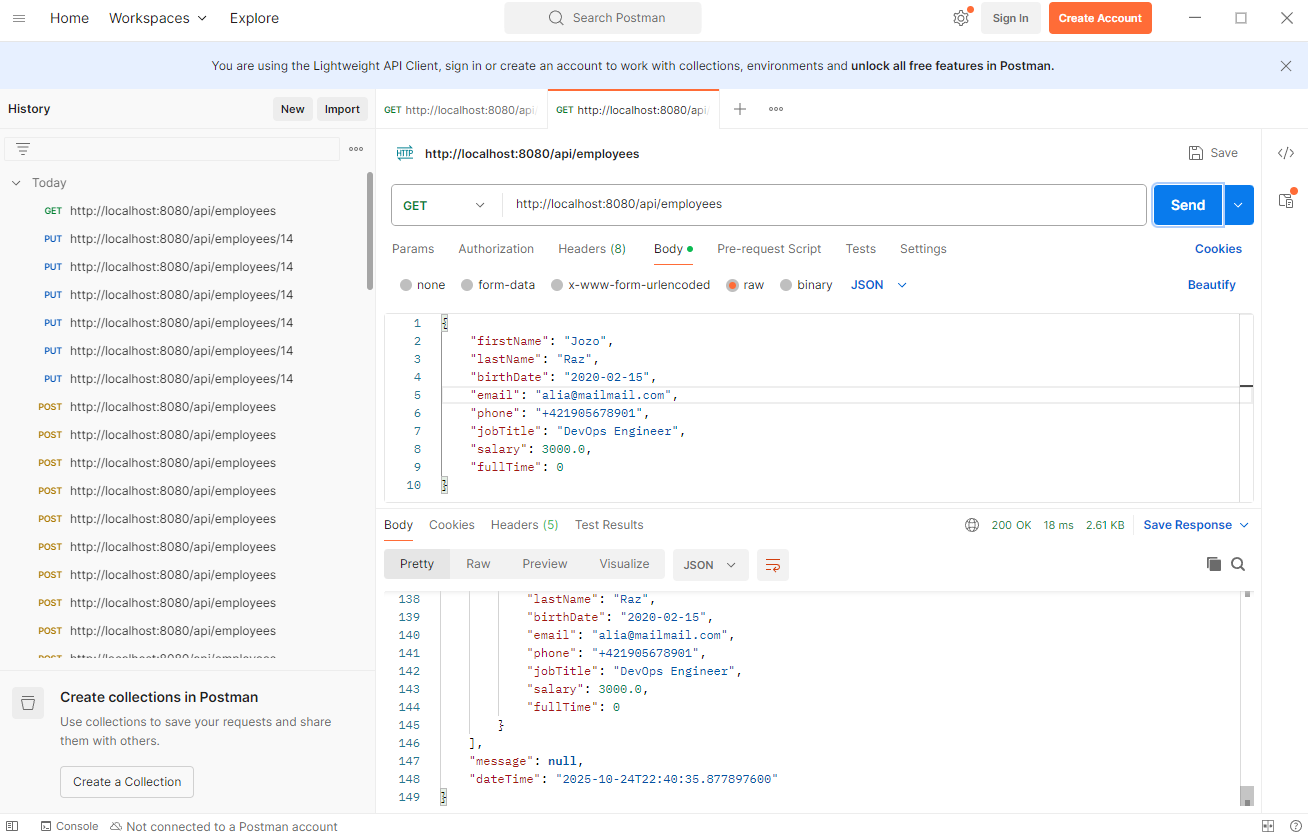 Home Workspaces Explore Search Postman Sign In Create Account
You are using the Lightweight API Client, sign in or create an account to work with collections, environments and unlock all free features in Postman.
History New Import
Today
GET http://localhost:8080/api/employees
PUT http://localhost:8080/api/employees/14
PUT http://localhost:8080/api/employees/14
PUT http://localhost:8080/api/employees/14
PUT http://localhost:8080/api/employees/14
PUT http://localhost:8080/api/employees/14
PUT http://localhost:8080/api/employees/14
POST http://localhost:8080/api/employees
POST http://localhost:8080/api/employees
POST http://localhost:8080/api/employees
POST http://localhost:8080/api/employees
POST http://localhost:8080/api/employees
POST http://localhost:8080/api/employees
POST http://localhost:8080/api/employees
POST http://localhost:8080/api/employees
POST http://localhost:8080/api/employees
POST http://localhost:8080/api/employees
Create collections in Postman
Use collections to save your requests and share
them with others.
Create a Collection
GET http://localhost:8080/api/ GET http://localhost:8080/api/
HTTP http://localhost:8080/api/employees Save
GET http://localhost:8080/api/employees Send
Params Authorization Headers (8) Body Pre-request Script Tests Settings Cookies
none form-data x-www-form-urlencoded raw binary JSON Beautify
1 {
2 "firstName": "Jozo",
3 "lastName": "Raz",
4 "birthDate": "2020-02-15",
5 "email": "alia@mailmail.com",
6 "phone": "+421905678901",
7 "jobTitle": "DevOps Engineer",
8 "salary": 3000.0,
9 "fullTime": 0
10 }
Body Cookies Headers (5) Test Results 200 OK 18 ms 2.61 KB Save Response
Pretty Raw Preview Visualize JSON
138 "lastName": "Raz",
139 "birthDate": "2020-02-15",
140 "email": "alia@mailmail.com",
141 "phone": "+421905678901",
142 "jobTitle": "DevOps Engineer",
143 "salary": 3000.0,
144 "fullTime": 0
145 }
146 ],
147 "message": null,
148 "dateTime": "2025-10-24T22:40:35.877897600"
149 }
Console Not connected to a Postman account